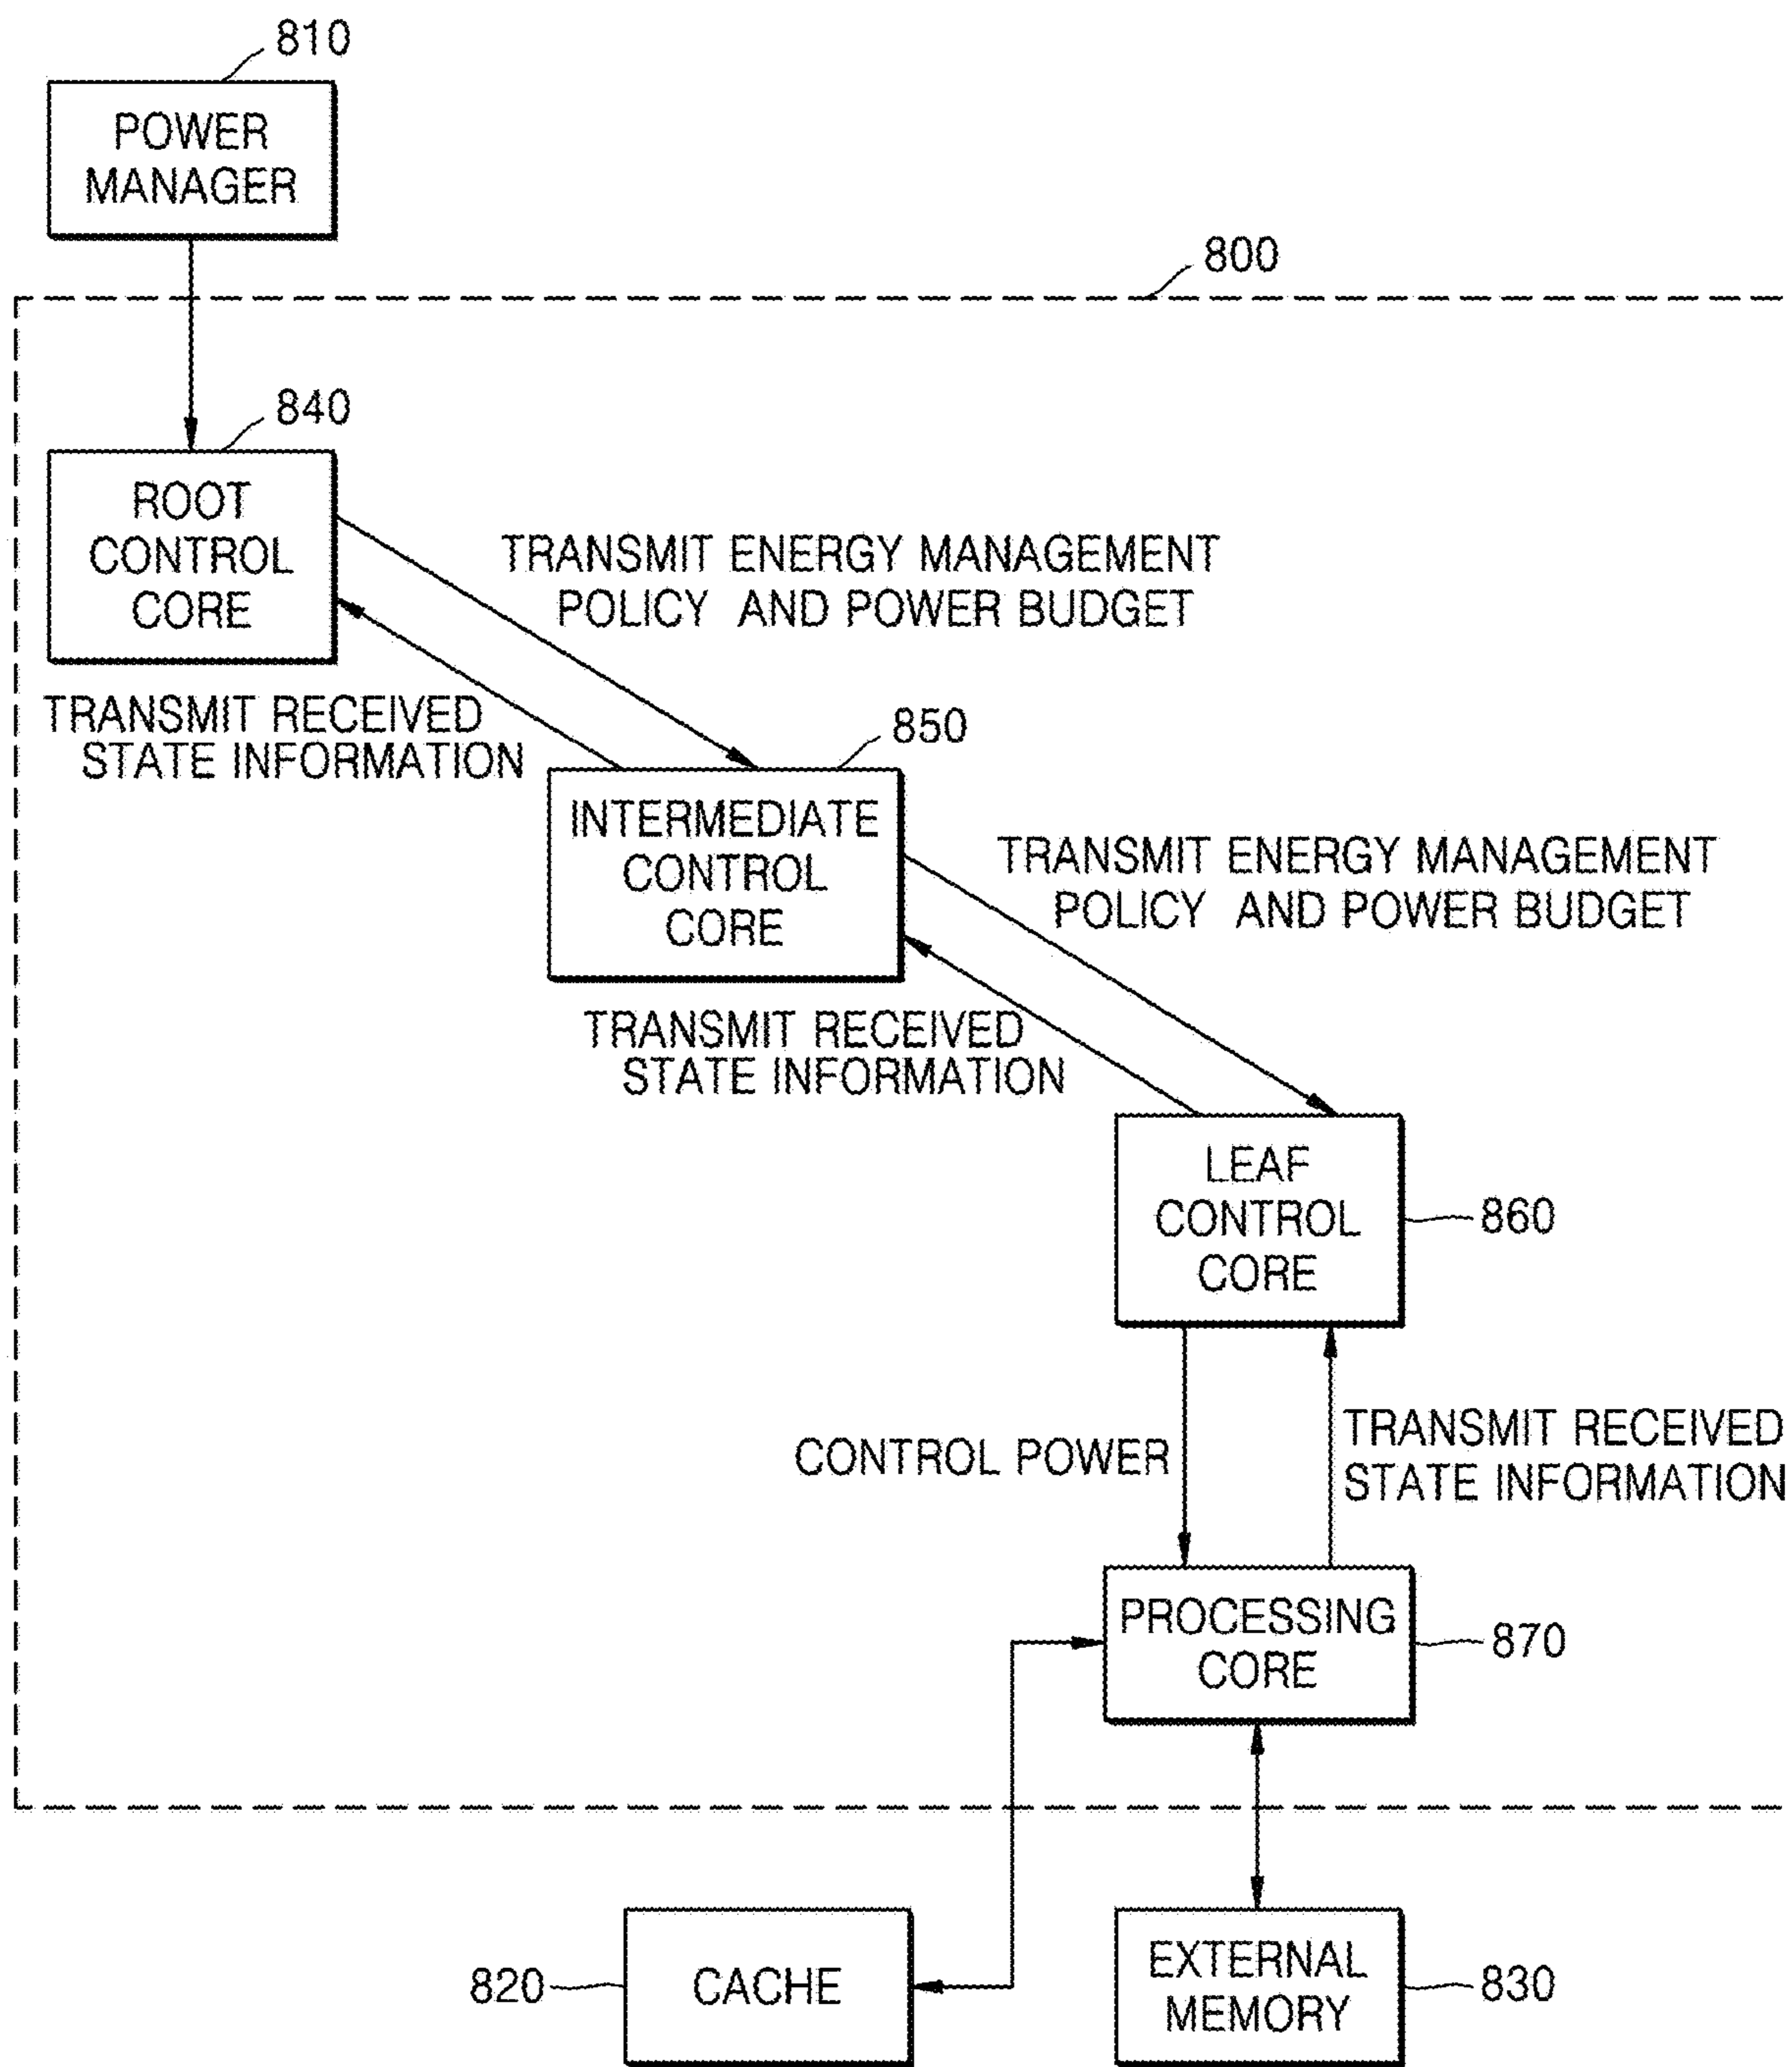 810
POWER
MANAGER
800
840
ROOT
CONTROL
CORE
TRANSMIT ENERGY MANAGEMENT
POLICY AND POWER BUDGET
TRANSMIT RECEIVED
STATE INFORMATION
850
INTERMEDIATE
CONTROL
CORE
TRANSMIT ENERGY MANAGEMENT
POLICY AND POWER BUDGET
TRANSMIT RECEIVED
STATE INFORMATION
LEAF
CONTROL
CORE
860
CONTROL POWER
TRANSMIT RECEIVED
STATE INFORMATION
PROCESSING
CORE
870
820
CACHE
EXTERNAL
MEMORY
830